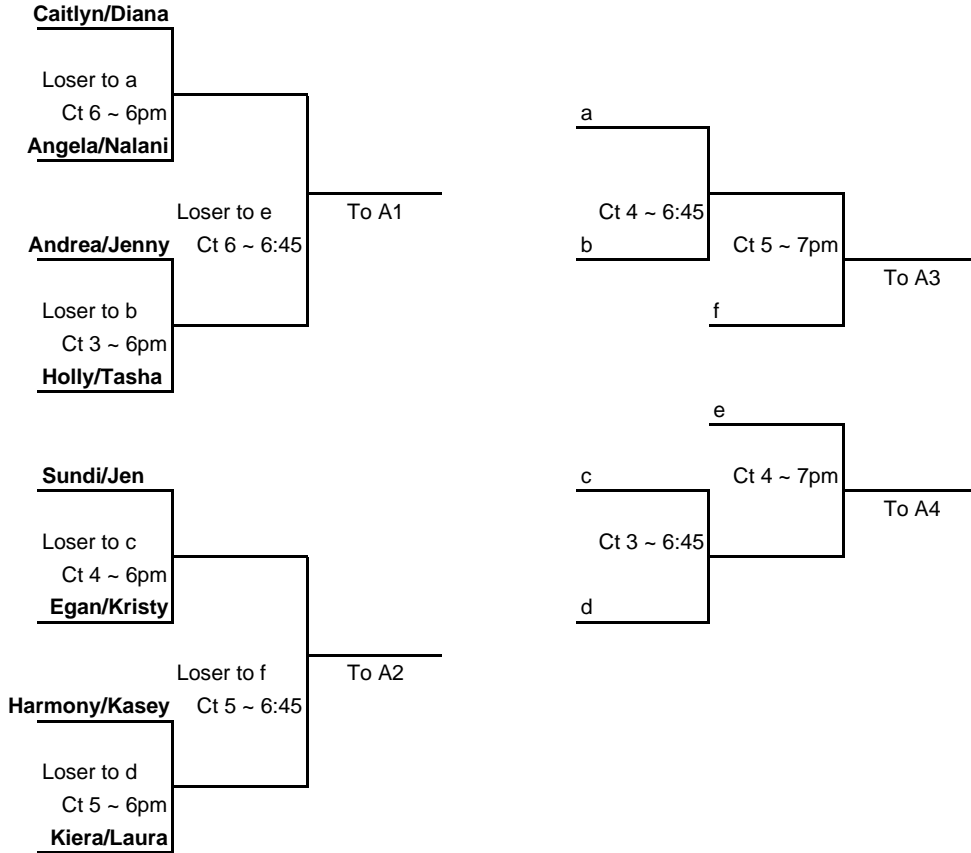 Caitlyn/Diana
Loser to a
Ct 6 ~ 6pm
Angela/Nalani
Loser to e
To A1
Andrea/Jenny
Ct 6 ~ 6:45
Loser to b
Ct 3 ~ 6pm
Holly/Tasha
Sundi/Jen
Loser to c
Ct 4 ~ 6pm
Egan/Kristy
Loser to f
To A2
Harmony/Kasey
Ct 5 ~ 6:45
Loser to d
Ct 5 ~ 6pm
Kiera/Laura
a
Ct 4 ~ 6:45
b
Ct 5 ~ 7pm
To A3
f
e
c
Ct 4 ~ 7pm
To A4
Ct 3 ~ 6:45
d